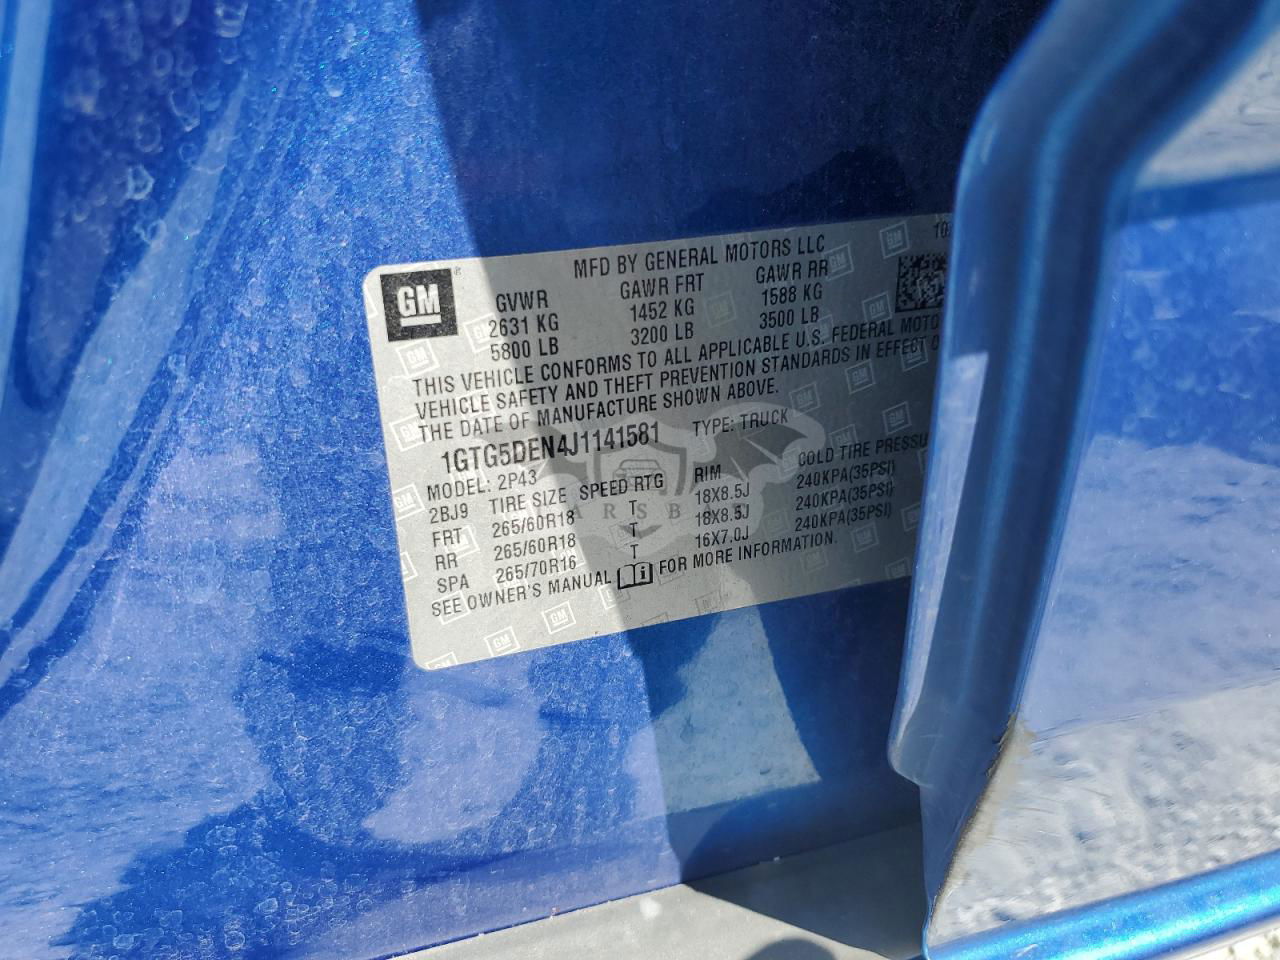 MFD BY GENERAL MOTORS LLC
GM
GVWR GAWR FRT GAWR RR
2631 KG 1452 KG 1588 KG
5800 LB 3200 LB 3500 LB
THIS VEHICLE CONFORMS TO ALL APPLICABLE U.S. FEDERAL MOTO
VEHICLE SAFETY AND THEFT PREVENTION STANDARDS IN EFFECT O
THE DATE OF MANUFACTURE SHOWN ABOVE.
1GTG5DEN4J1141581 TYPE: TRUCK
MODEL: 2P43
2BJ9 TIRE SIZE SPEED RTG RIM COLD TIRE PRESSU
FRT 265/60R18 T 18X8.5J 240KPA(35PSI)
RR 265/60R18 T 18X8.5J 240KPA(35PSI)
SPA 265/70R16 T 16X7.0J 240KPA(35PSI)
SEE OWNER'S MANUAL i FOR MORE INFORMATION.